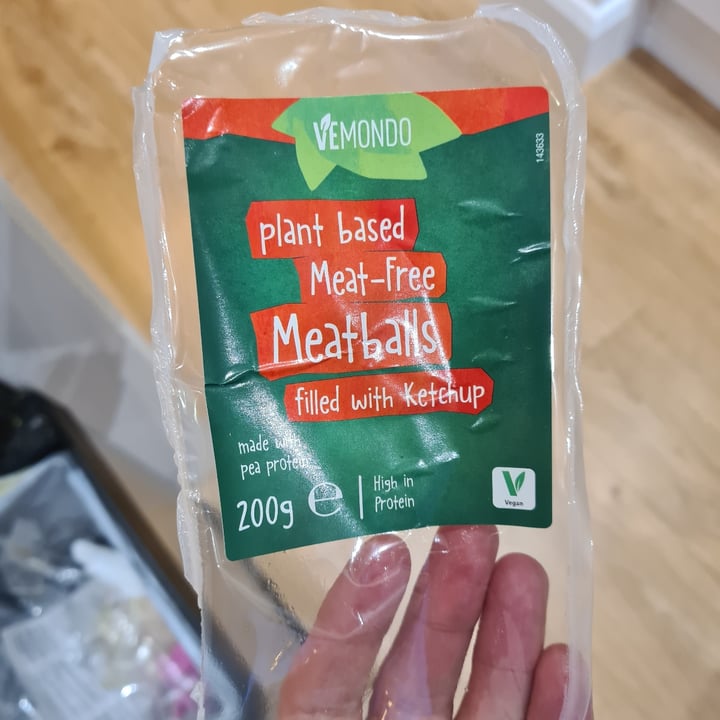 VEMONDO
143633
plant based
Meat-Free
Meatballs
filled with Ketchup
made with
pea protein
200g e
High in
Protein
V
Vegan